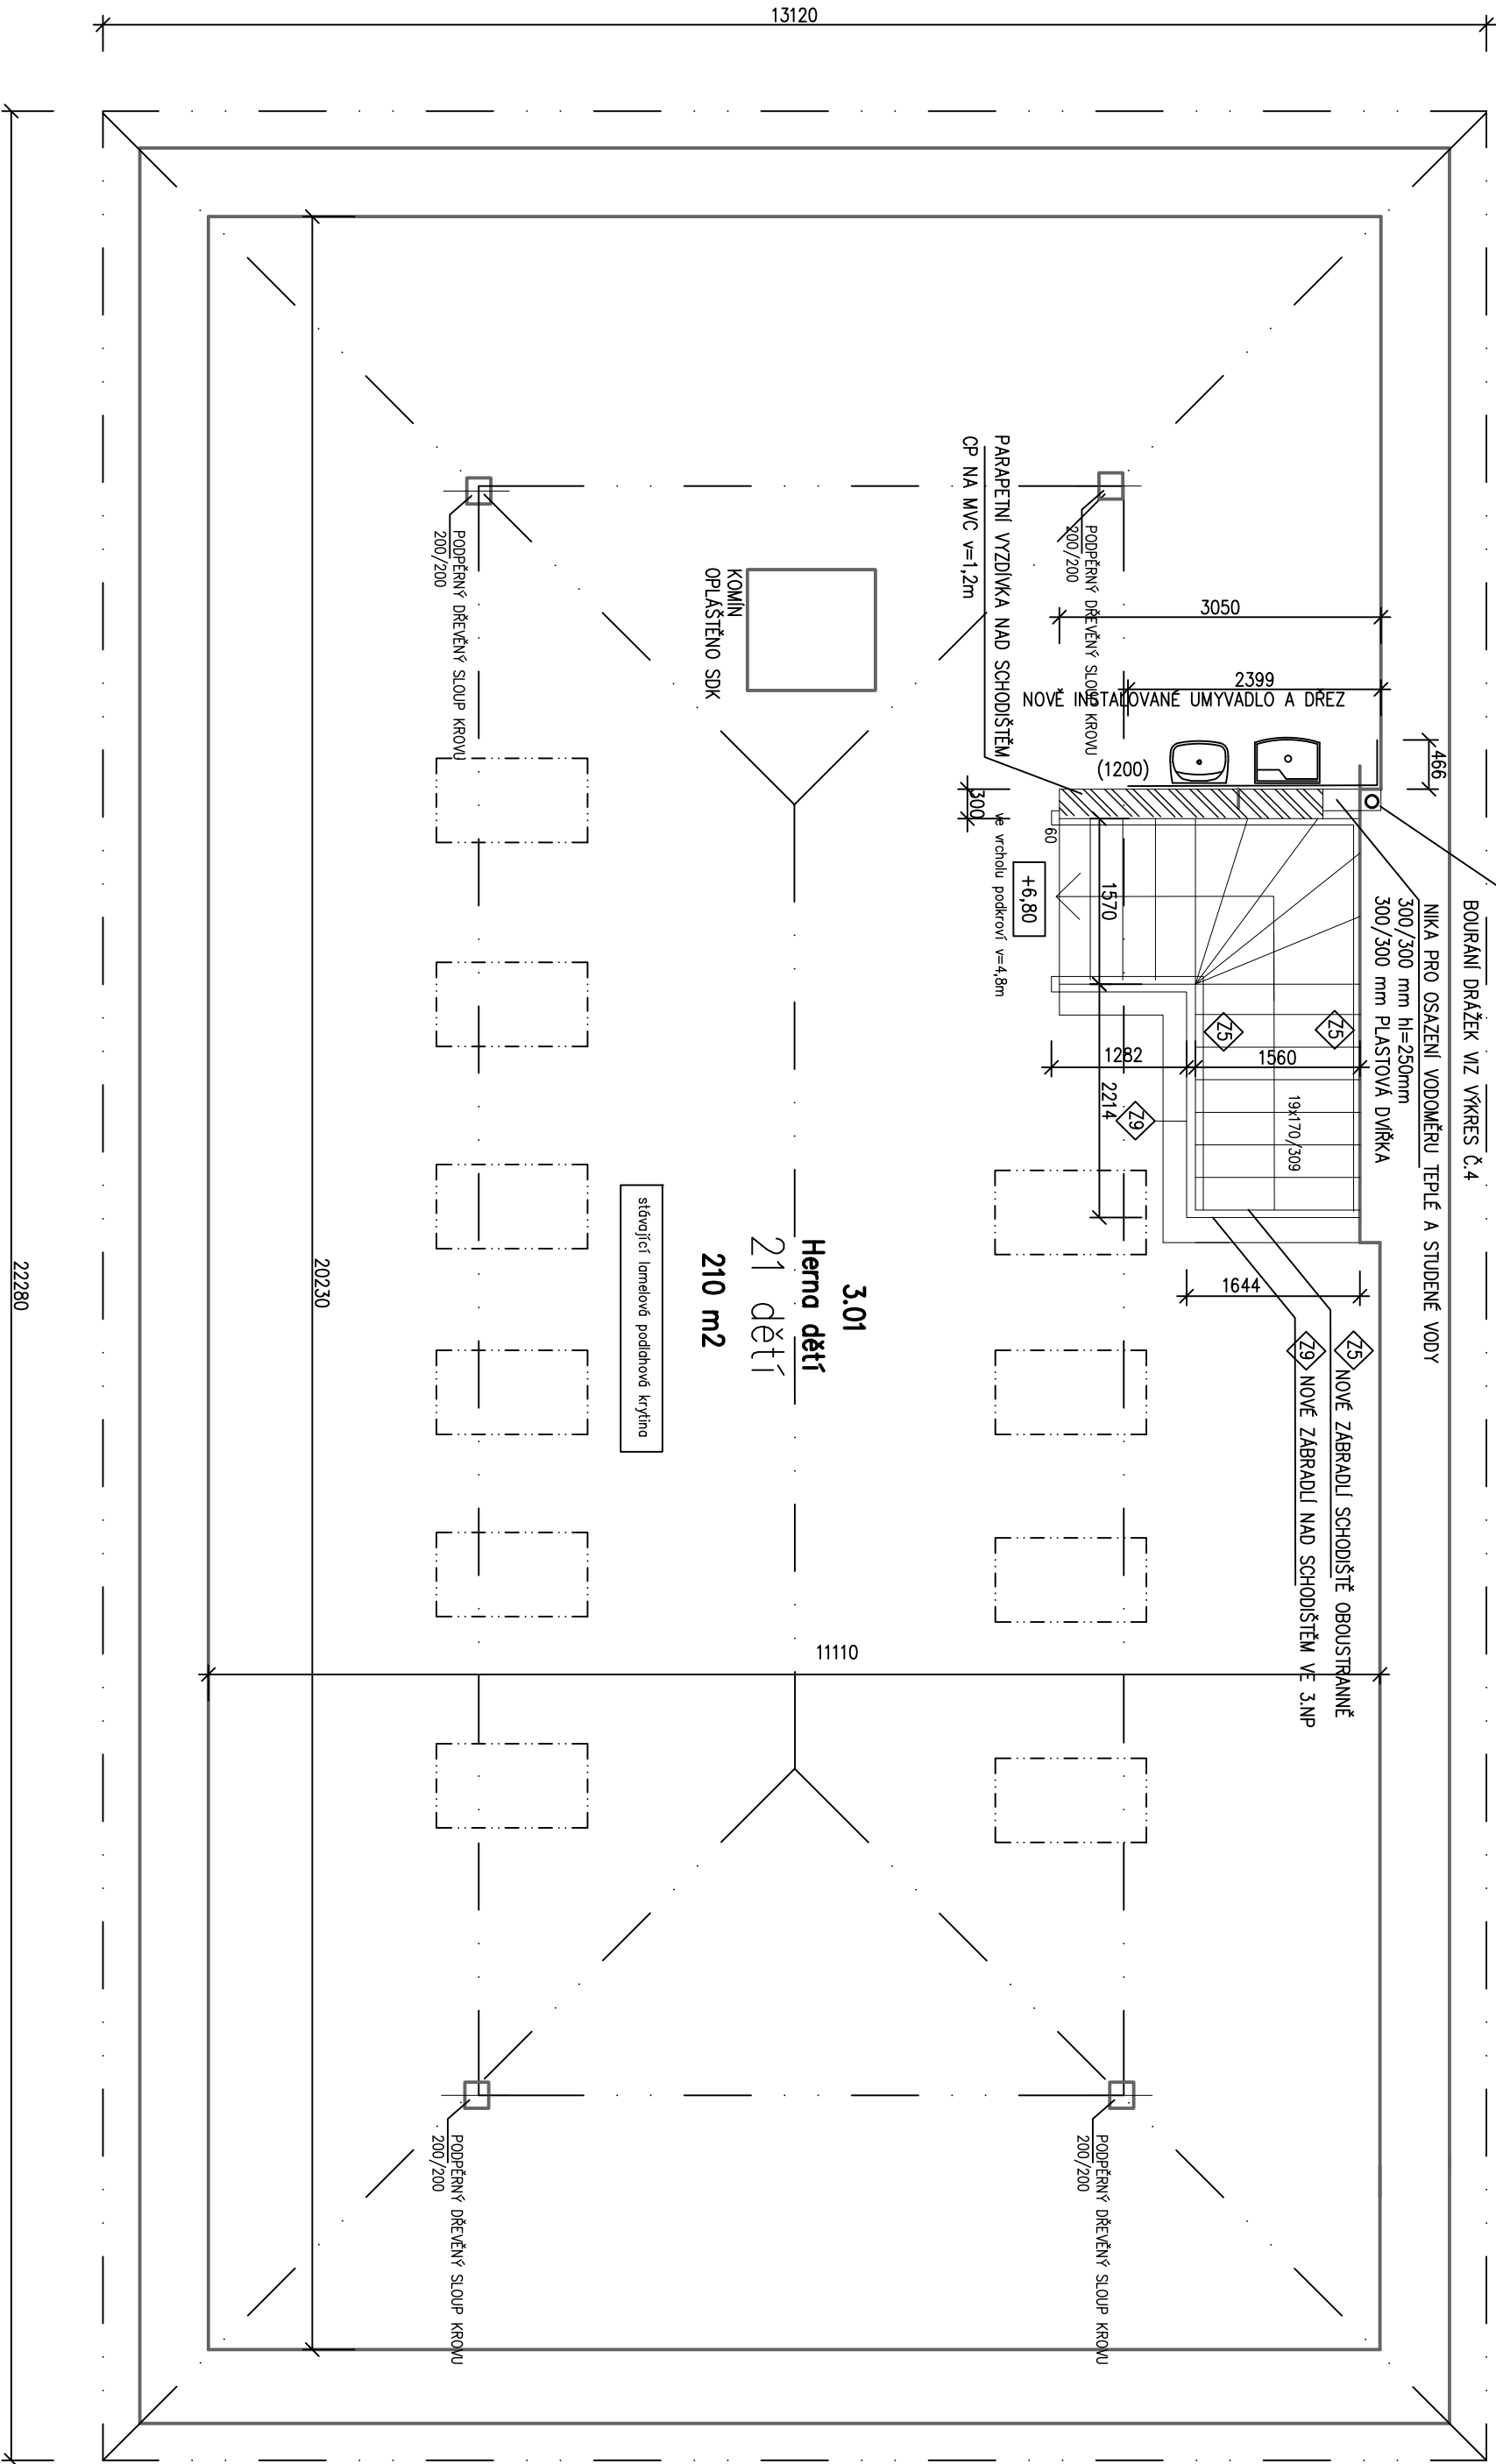 13120
BOURÁNÍ DRÁŽEK VIZ VÝKRES Č.4
NIKA PRO OSAZENÍ VODOMĚRU TEPLÉ A STUDENÉ VODY
300/300 mm hl=250mm
300/300 mm PLASTOVÁ DVÍŘKA
PARAPETNÍ VYZDÍVKA NAD SCHODIŠTĚM
CP NA MVC v=1,2m
PODPĚRNÝ DŘEVĚNÝ SLOUP KROVU
200/200
PODPĚRNÝ DŘEVĚNÝ SLOUP KROVU
200/200
KOMÍN
OPLÁŠTĚNO SDK
3050
2399
NOVĚ INSTALOVANÉ UMYVADLO A DŘEZ
466
(1200)
300
60
ve vrcholu podkroví v=4,8m
+6,80
1570
Z5
Z5
1282
1560
2214
Z9
19x170/309
1644
Z5 NOVÉ ZÁBRADLÍ SCHODIŠTĚ OBOUSTRANNĚ
Z9 NOVÉ ZÁBRADLÍ NAD SCHODIŠTĚM VE 3.NP
3.01
Herna dětí
21 dětí
210 m2
stávající lamelová podlahová krytina
20230
22280
11110
PODPĚRNÝ DŘEVĚNÝ SLOUP KROVU
200/200
PODPĚRNÝ DŘEVĚNÝ SLOUP KROVU
200/200